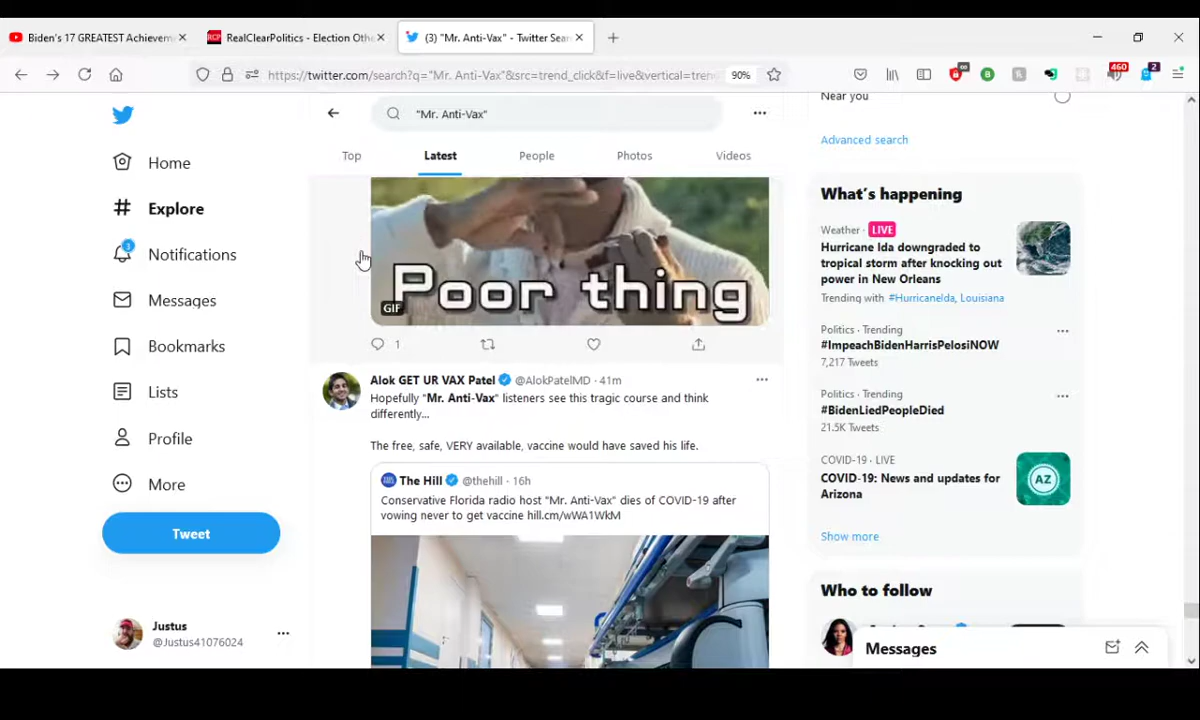 Biden's 17 GREATEST Achievem
RealClearPolitics - Election Oth
(3) "Mr. Anti-Vax" - Twitter Sear
https://twitter.com/search?q="Mr. Anti-Vax"&src=trend_click&f=live&vertical=tren
90%
460
2
"Mr. Anti-Vax"
Top
Latest
People
Photos
Videos
Home
Explore
3
Notifications
Messages
Bookmarks
Lists
Profile
More
Tweet
Justus
@Justus41076024
Poor thing
GIF
1
Alok GET UR VAX Patel @AlokPatelMD · 41m
Hopefully "Mr. Anti-Vax" listeners see this tragic course and think
differently...
The free, safe, VERY available, vaccine would have saved his life.
The Hill @thehill · 16h
Conservative Florida radio host "Mr. Anti-Vax" dies of COVID-19 after
vowing never to get vaccine hill.cm/wWA1WkM
Near you
Advanced search
What's happening
Weather · LIVE
Hurricane Ida downgraded to
tropical storm after knocking out
power in New Orleans
Trending with #HurricaneIda, Louisiana
Politics · Trending
#ImpeachBidenHarrisPelosiNOW
7,217 Tweets
Politics · Trending
#BidenLiedPeopleDied
21.5K Tweets
COVID-19 · LIVE
COVID-19: News and updates for
Arizona
AZ
Show more
Who to follow
Messages